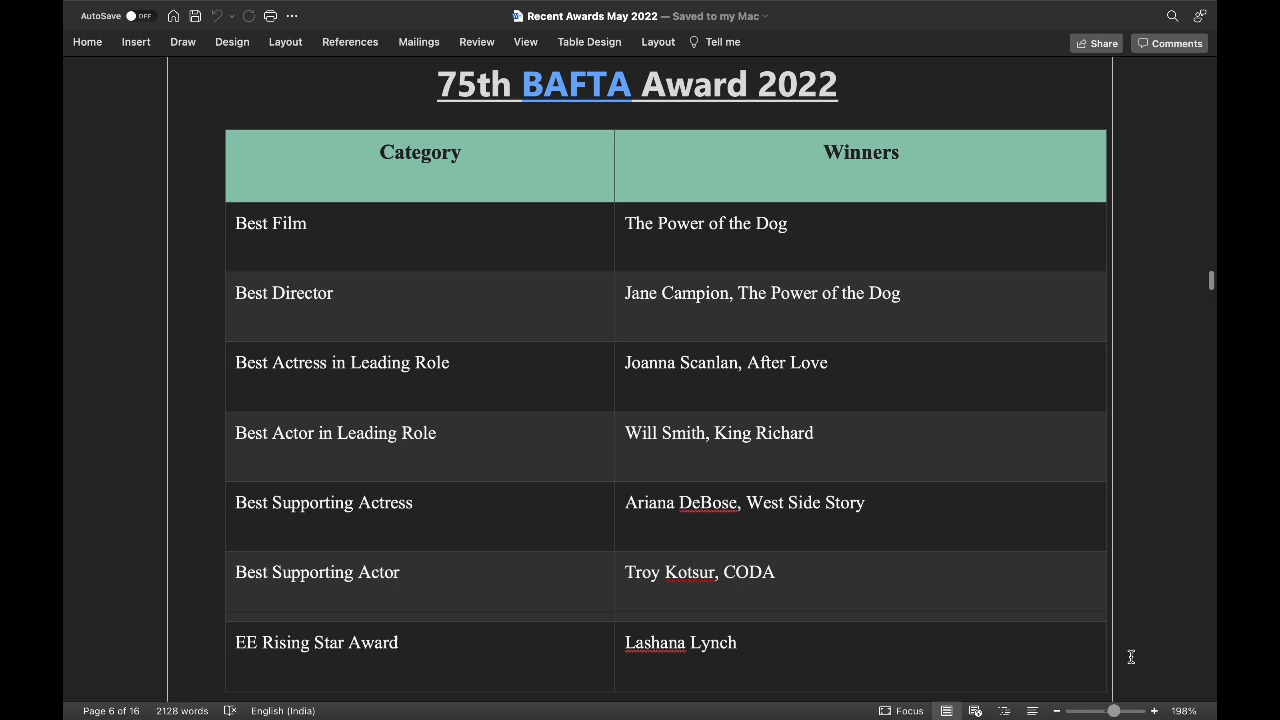 AutoSave OFF
Recent Awards May 2022 — Saved to my Mac
Home Insert Draw Design Layout References Mailings Review View Table Design Layout Tell me Share Comments
75th BAFTA Award 2022
Category Winners
Best Film The Power of the Dog
Best Director Jane Campion, The Power of the Dog
Best Actress in Leading Role Joanna Scanlan, After Love
Best Actor in Leading Role Will Smith, King Richard
Best Supporting Actress Ariana DeBose, West Side Story
Best Supporting Actor Troy Kotsur, CODA
EE Rising Star Award Lashana Lynch
Page 6 of 16 2128 words English (India) Focus 198%